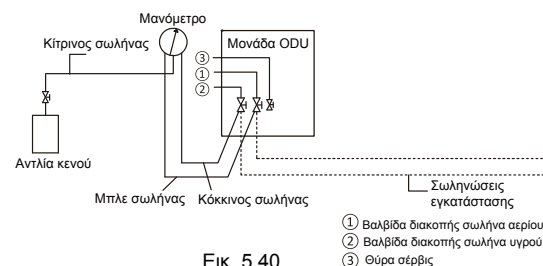 Μανόμετρο
Κίτρινος σωλήνας
Μονάδα ODU
③
①
②
Αντλία κενού
Μπλε σωλήνας
Κόκκινος σωλήνας
Σωληνώσεις
εγκατάστασης
① Βαλβίδα διακοπής σωλήνα αερίου
② Βαλβίδα διακοπής σωλήνα υγρού
③ Θύρα σέρβις
Εικ. 5.40